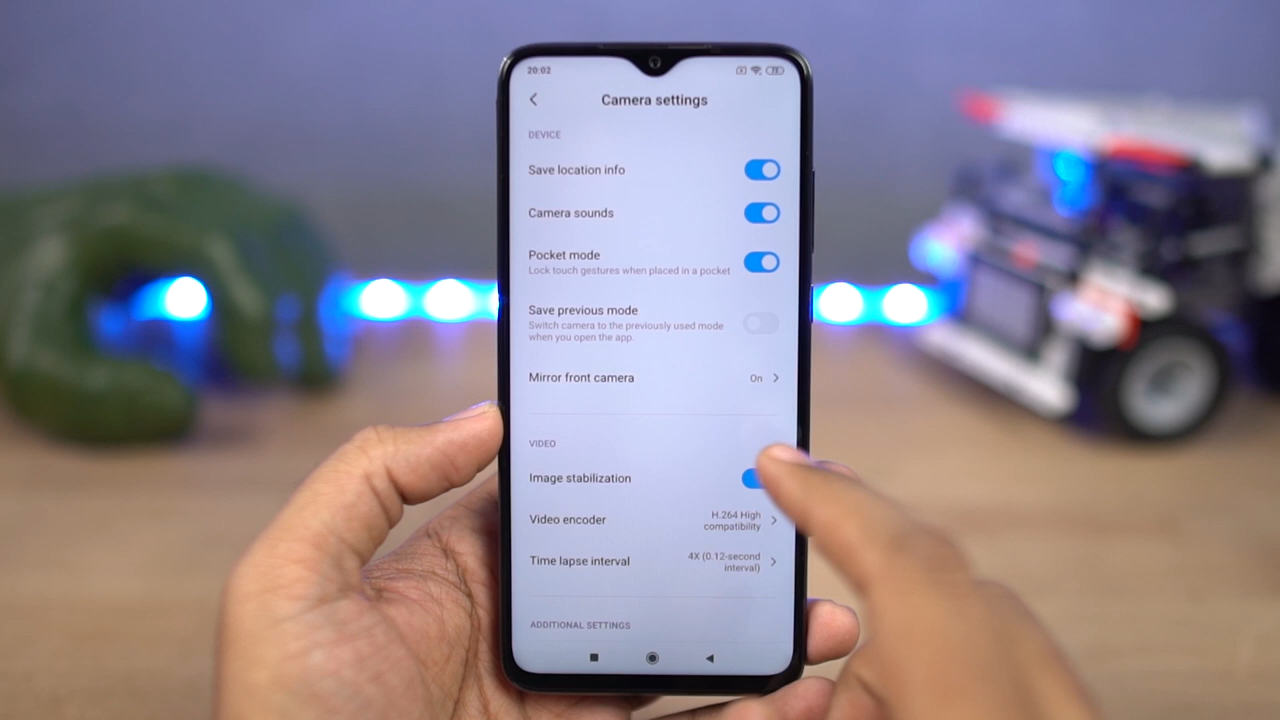 20:02
Camera settings
DEVICE
Save location info
Camera sounds
Pocket mode
Lock touch gestures when placed in a pocket
Save previous mode
Switch camera to the previously used mode
when you open the app.
Mirror front camera
On
VIDEO
Image stabilization
Video encoder
H.264 High
compatibility
Time lapse interval
4X (0.12-second
interval)
ADDITIONAL SETTINGS